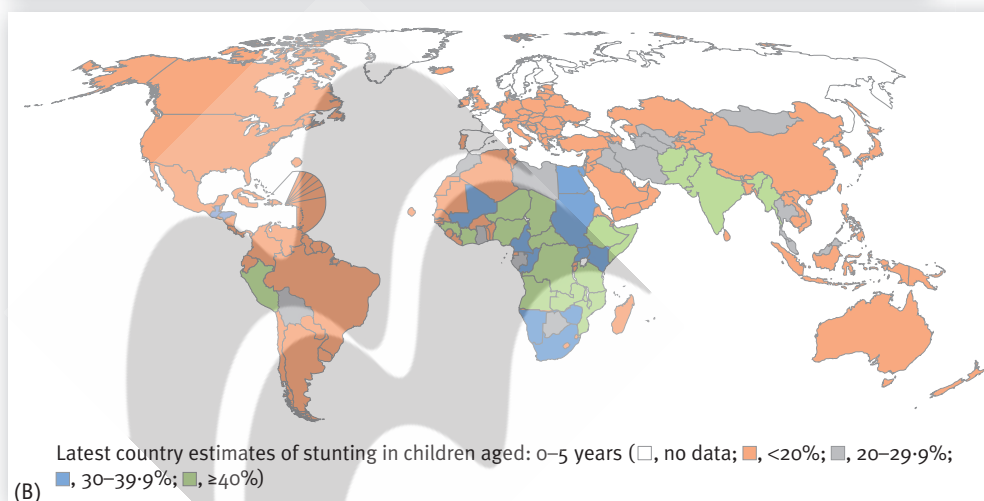 Latest country estimates of stunting in children aged: 0–5 years (□, no data; ■, <20%; ■, 20–29·9%;
■, 30–39·9%; ■, ≥40%)
(B)